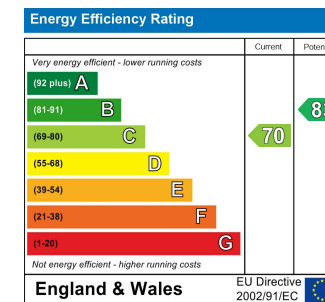 Energy Efficiency Rating
Current
Very energy efficient - lower running costs
(92 plus) A
(81-91) B
(69-80) C
70
(55-68) D
(39-54) E
(21-38) F
(1-20) G
Not energy efficient - higher running costs
England & Wales
EU Directive
2002/91/EC